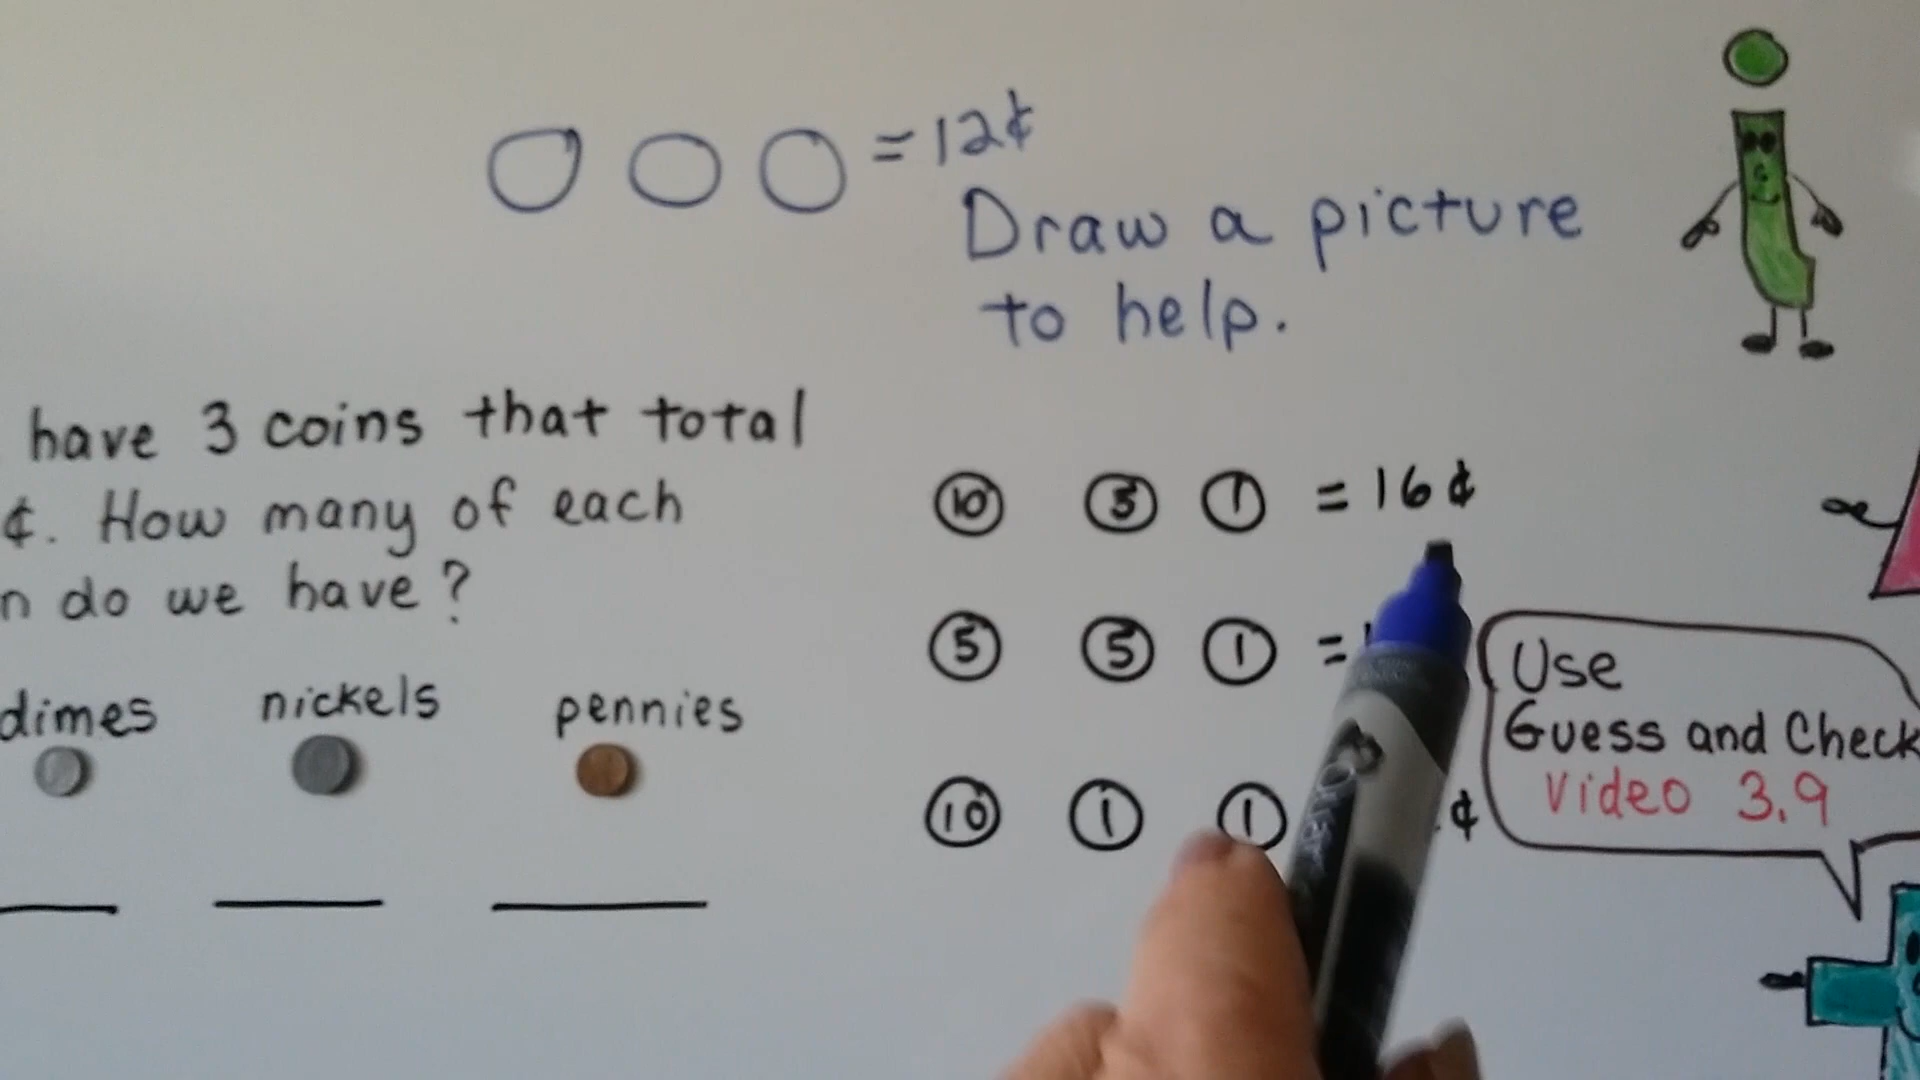 = 12¢
Draw a picture
to help.
have 3 coins that total
¢. How many of each
n do we have?
dimes nickels pennies
10 5 1 = 16¢
5 5 1 =
10 1 1 ¢
Use
Guess and Check
Video 3.9